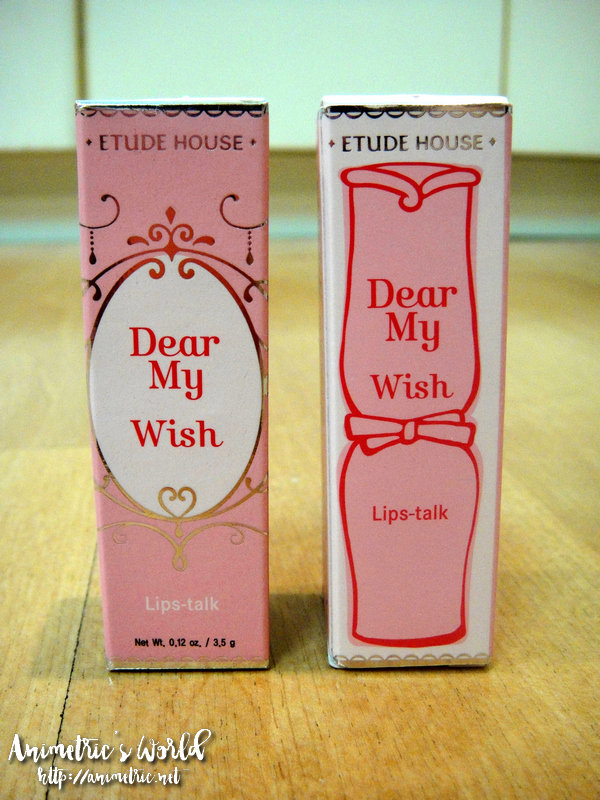 ETUDE HOUSE
Dear
My
Wish
Lips-talk
Net Wt. 0.12 oz. / 3,5 g
ETUDE HOUSE
Dear
My
Wish
Lips-talk
Animetric's World
http://animetric.net